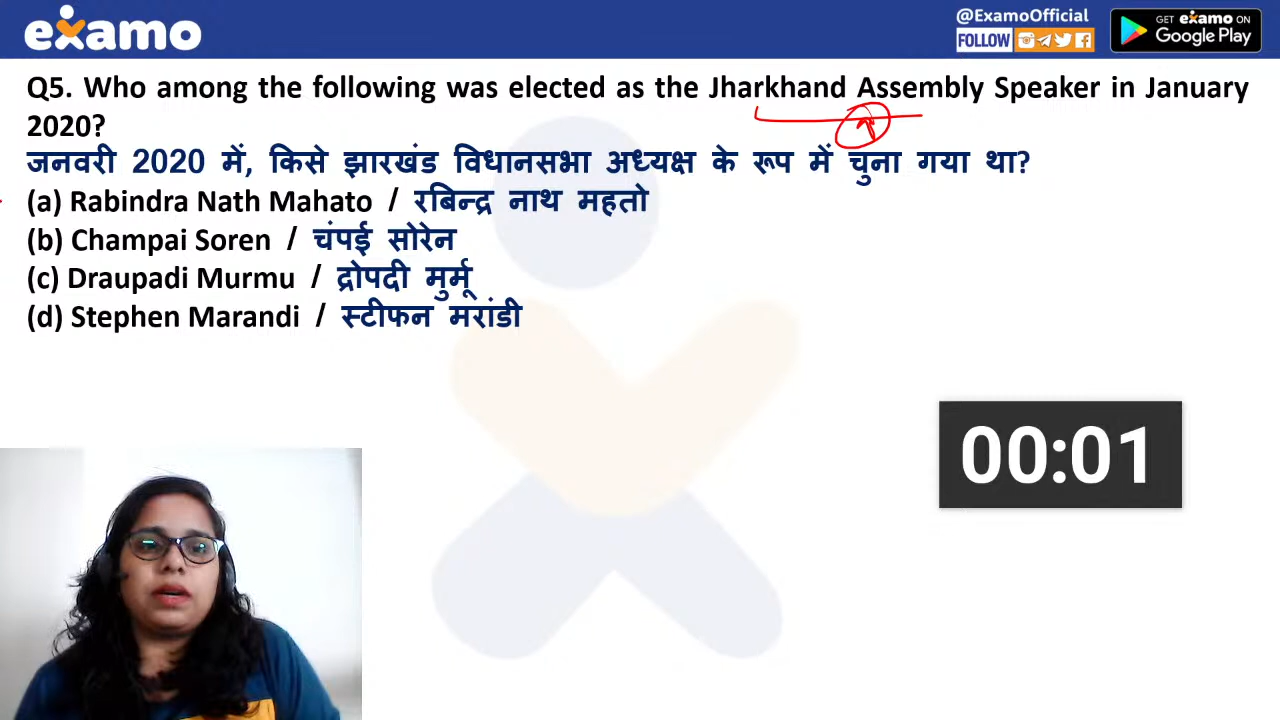 examo
@ExamoOfficial
FOLLOW
GET examo ON
Google Play
Q5. Who among the following was elected as the Jharkhand Assembly Speaker in January
2020?
जनवरी 2020 में, किसे झारखंड विधानसभा अध्यक्ष के रूप में चुना गया था?
(a) Rabindra Nath Mahato / रबिन्द्र नाथ महतो
(b) Champai Soren / चंपई सोरेन
(c) Draupadi Murmu / द्रोपदी मुर्मू
(d) Stephen Marandi / स्टीफन मरांडी
00:01